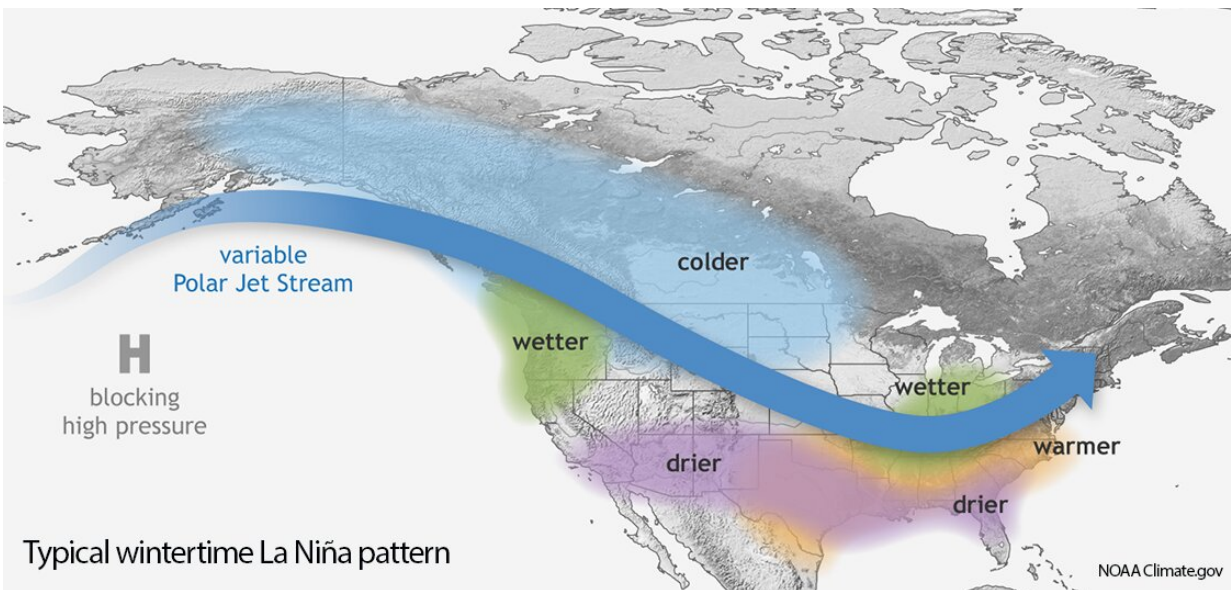 variable
Polar Jet Stream
colder
H
blocking
high pressure
wetter
wetter
warmer
drier
drier
Typical wintertime La Niña pattern
NOAA Climate.gov